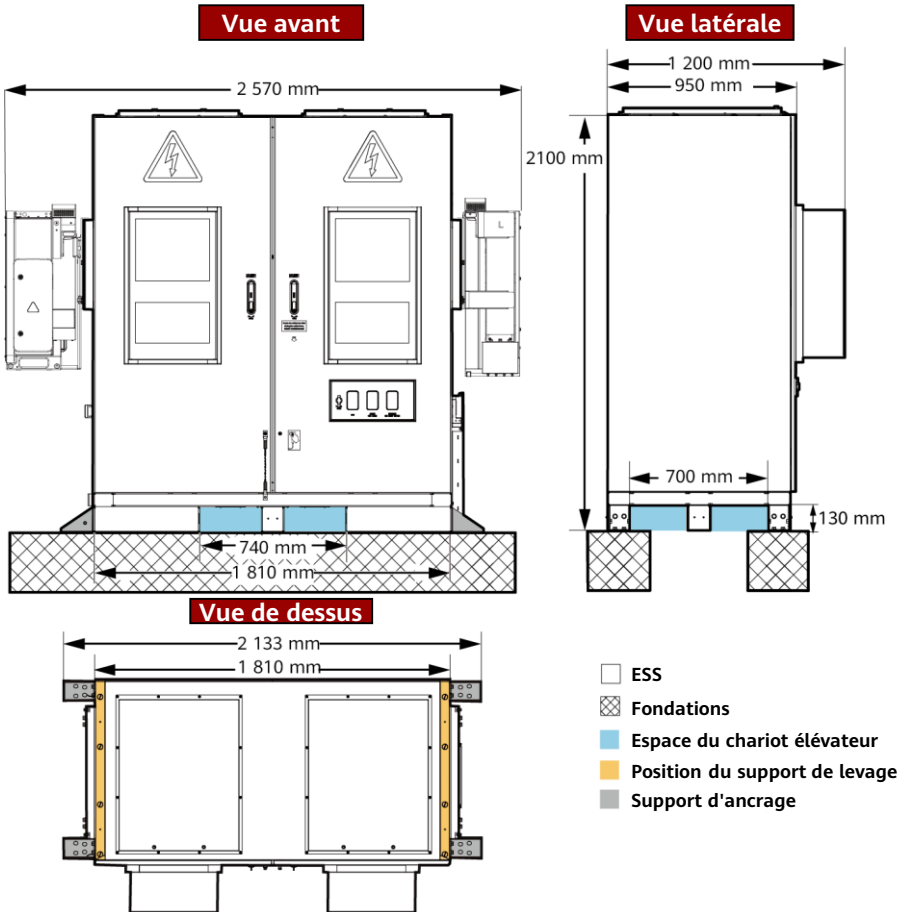 Vue avant
Vue latérale
2 570 mm
1 200 mm
950 mm
2100 mm
L
700 mm
130 mm
740 mm
1 810 mm
Vue de dessus
2 133 mm
1 810 mm
ESS
Fondations
Espace du chariot élévateur
Position du support de levage
Support d'ancrage